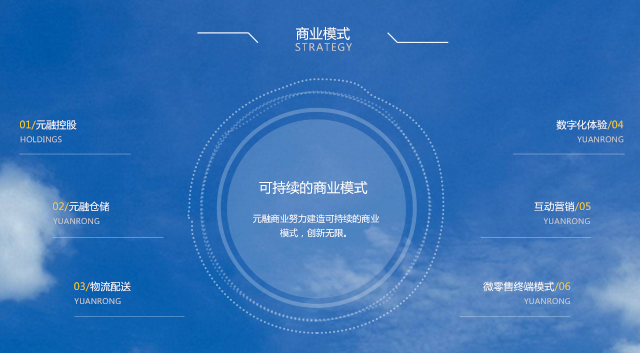 商业模式
STRATEGY
01/元融控股
HOLDINGS
02/元融仓储
YUANRONG
03/物流配送
YUANRONG
可持续的商业模式
元融商业努力建造可持续的商业
模式，创新无限。
数字化体验/04
YUANRONG
互动营销/05
YUANRONG
微零售终端模式/06
YUANRONG